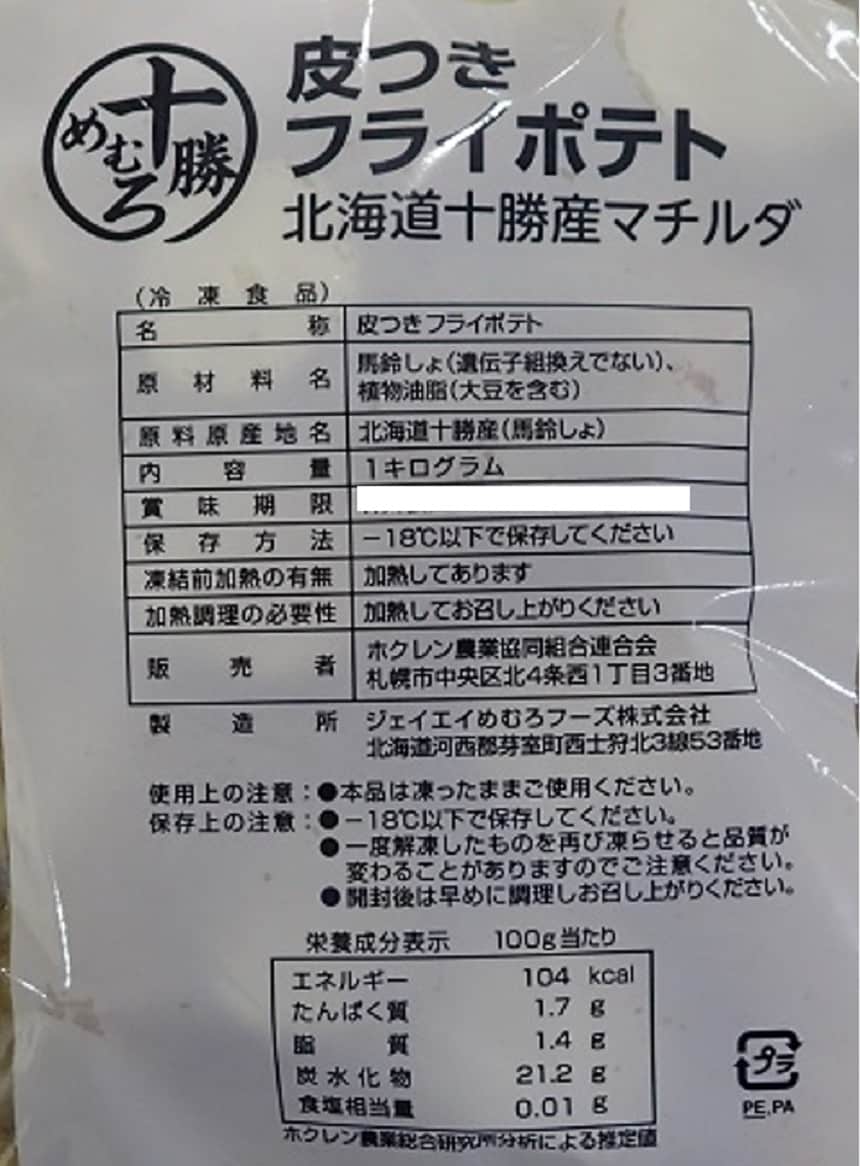 十勝めむろ
皮つき
フライポテト
北海道十勝産マチルダ
(冷凍食品)
名称 皮つきフライポテト
原材料名 馬鈴しょ(遺伝子組換えでない)、
植物油脂(大豆を含む)
原料原産地名 北海道十勝産(馬鈴しょ)
内容量 1キログラム
賞味期限
保存方法 -18℃以下で保存してください
凍結前加熱の有無 加熱してあります
加熱調理の必要性 加熱してお召し上がりください
販売者 ホクレン農業協同組合連合会
札幌市中央区北4条西1丁目3番地
製造所 ジェイエイめむろフーズ株式会社
北海道河西郡芽室町西士狩北3線53番地
使用上の注意:●本品は凍ったままご使用ください。
保存上の注意:●-18℃以下で保存してください。
●一度解凍したものを再び凍らせると品質が
変わることがありますのでご注意ください。
●開封後は早めに調理しお召し上がりください。
栄養成分表示 100g当たり
エネルギー 104 kcal
たんぱく質 1.7 g
脂質 1.4 g
炭水化物 21.2 g
食塩相当量 0.01 g
ホクレン農業総合研究所分析による推定値
プラ
PE,PA